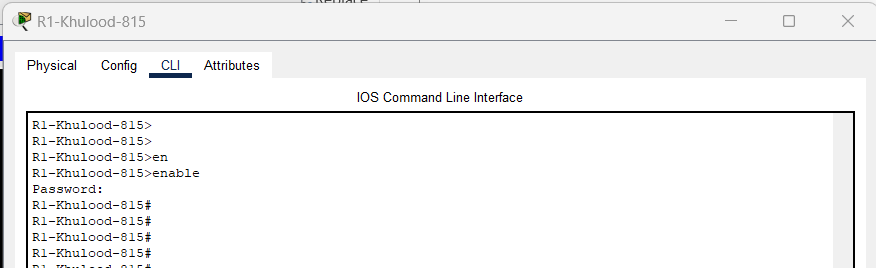 R1-Khulood-815
Physical Config CLI Attributes
IOS Command Line Interface
R1-Khulood-815>
R1-Khulood-815>
R1-Khulood-815>en
R1-Khulood-815>enable
Password:
R1-Khulood-815#
R1-Khulood-815#
R1-Khulood-815#
R1-Khulood-815#